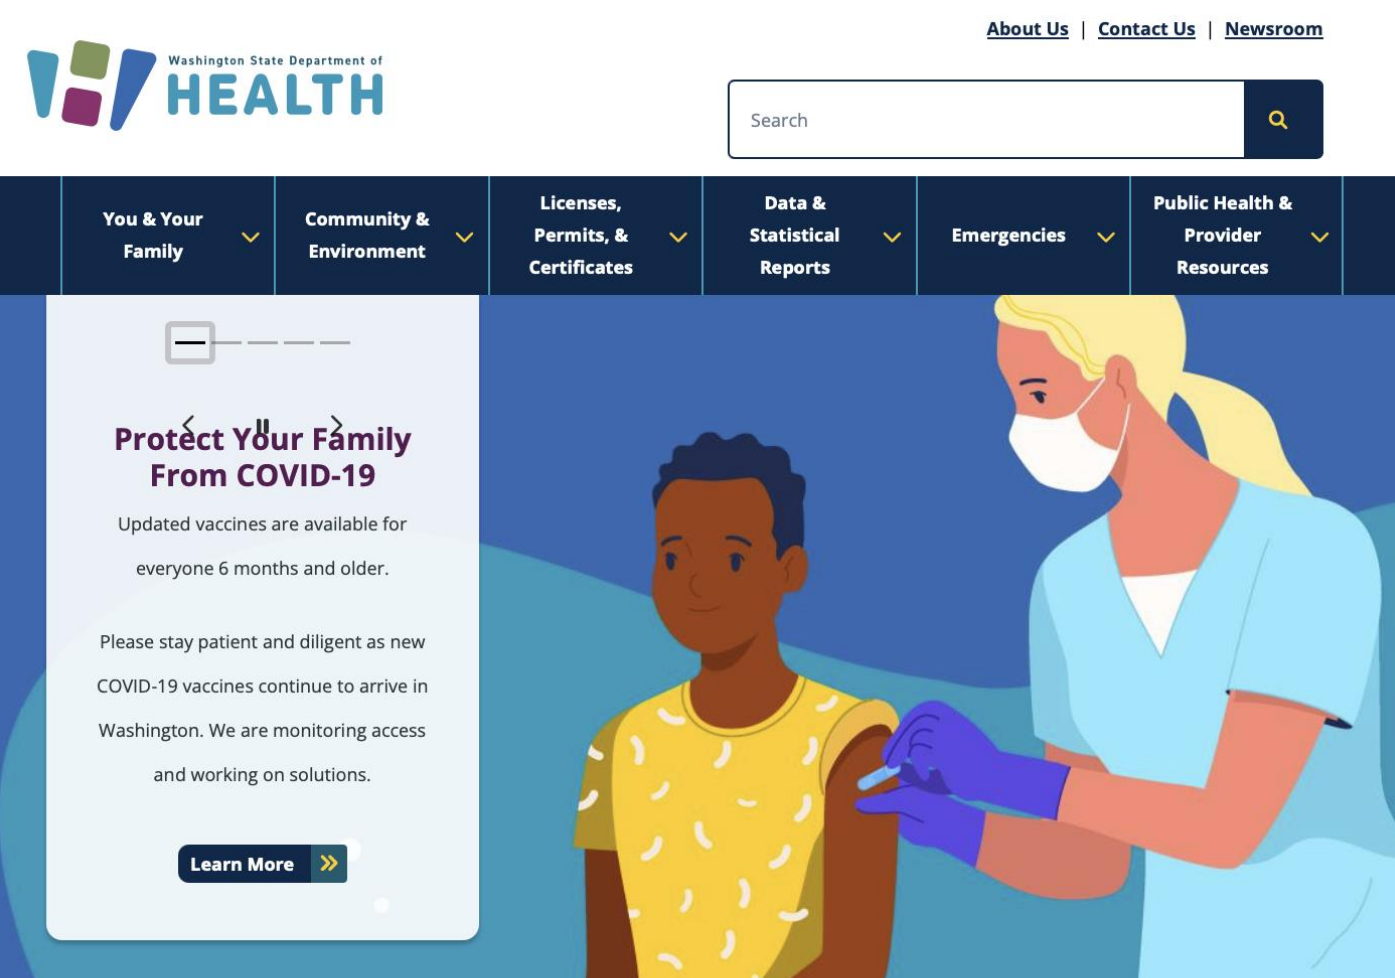 About Us | Contact Us | Newsroom
Washington State Department of
HEALTH
Search
You & Your
Family
Community &
Environment
Licenses,
Permits, &
Certificates
Data &
Statistical
Reports
Emergencies
Public Health &
Provider
Resources
Protect Your Family
From COVID-19
Updated vaccines are available for
everyone 6 months and older.
Please stay patient and diligent as new
COVID-19 vaccines continue to arrive in
Washington. We are monitoring access
and working on solutions.
Learn More